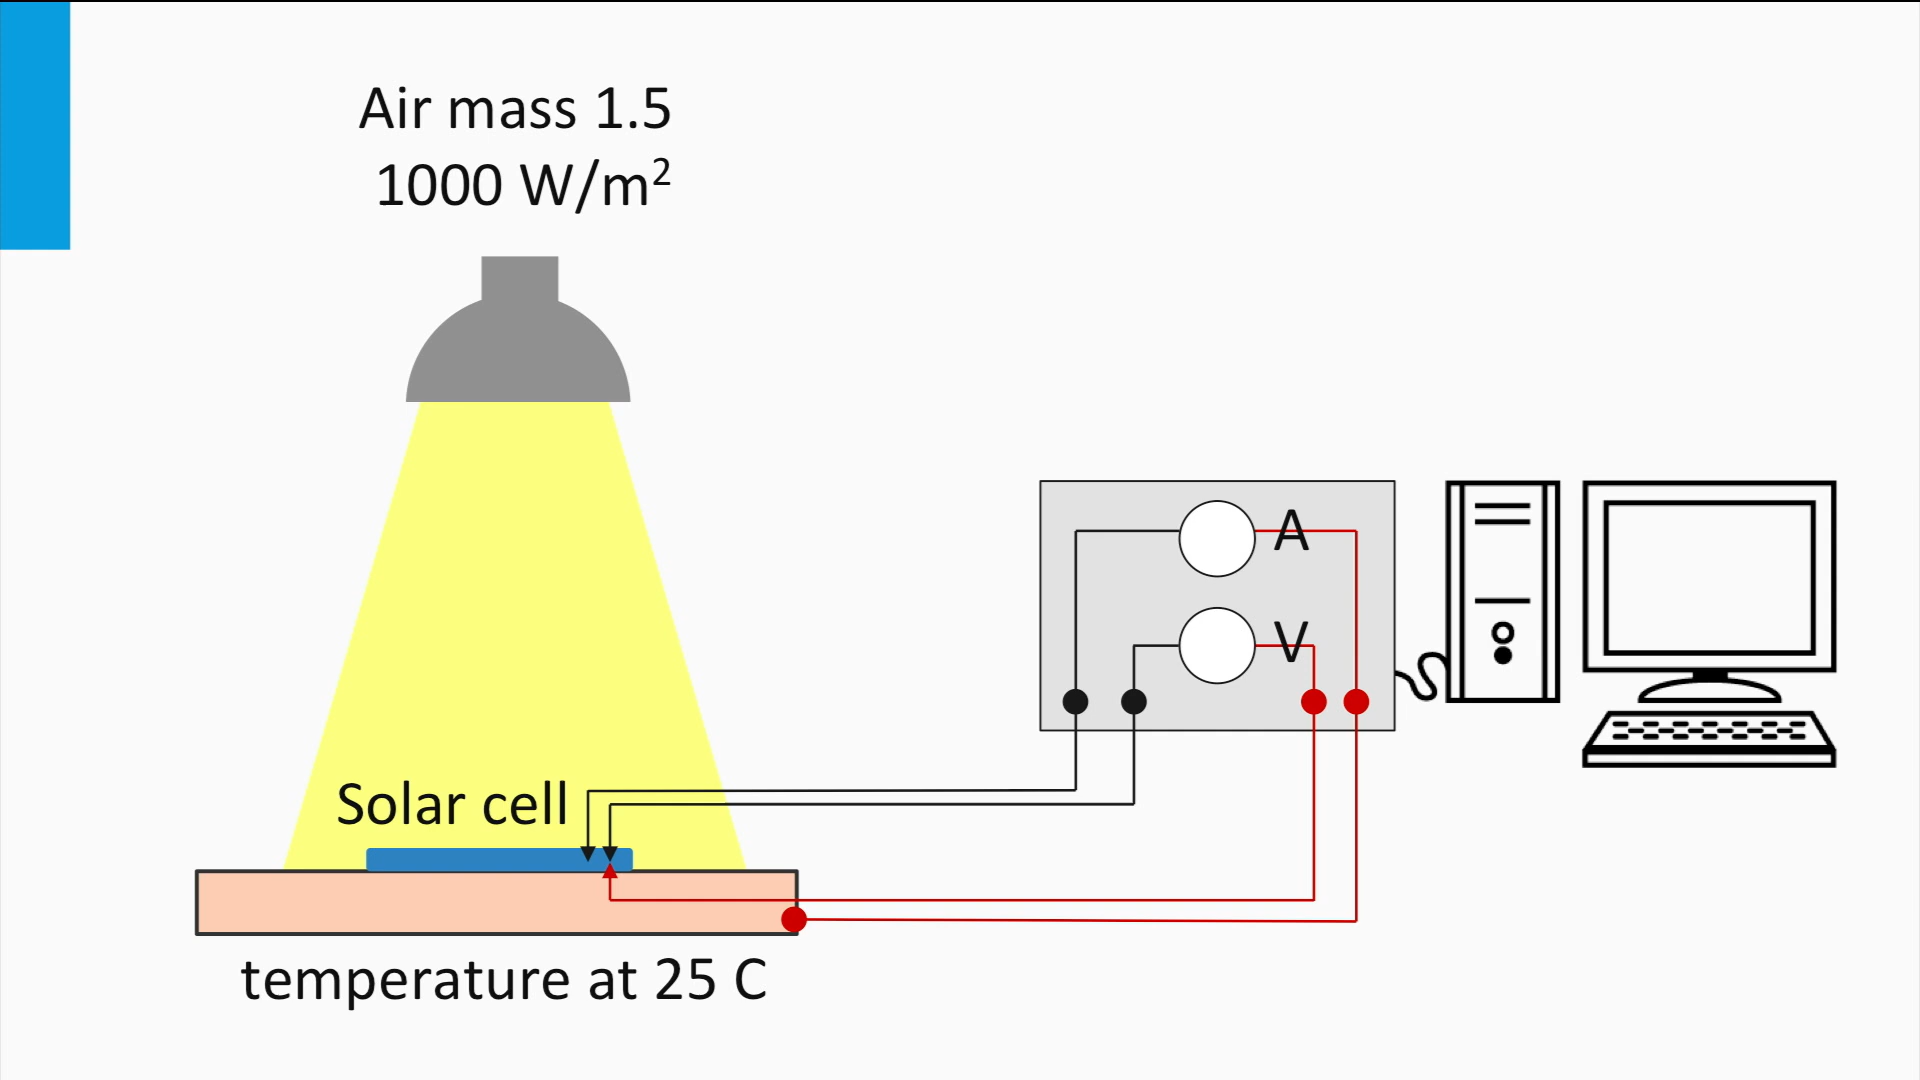 Air mass 1.5
1000 W/m²
A
V
Solar cell
temperature at 25 C